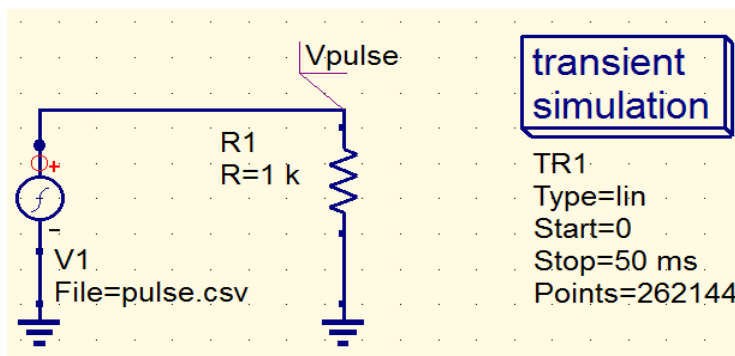 Vpulse
R1
R=1 k
+
f
-
V1
File=pulse.csv
transient
simulation
TR1
Type=lin
Start=0
Stop=50 ms
Points=262144